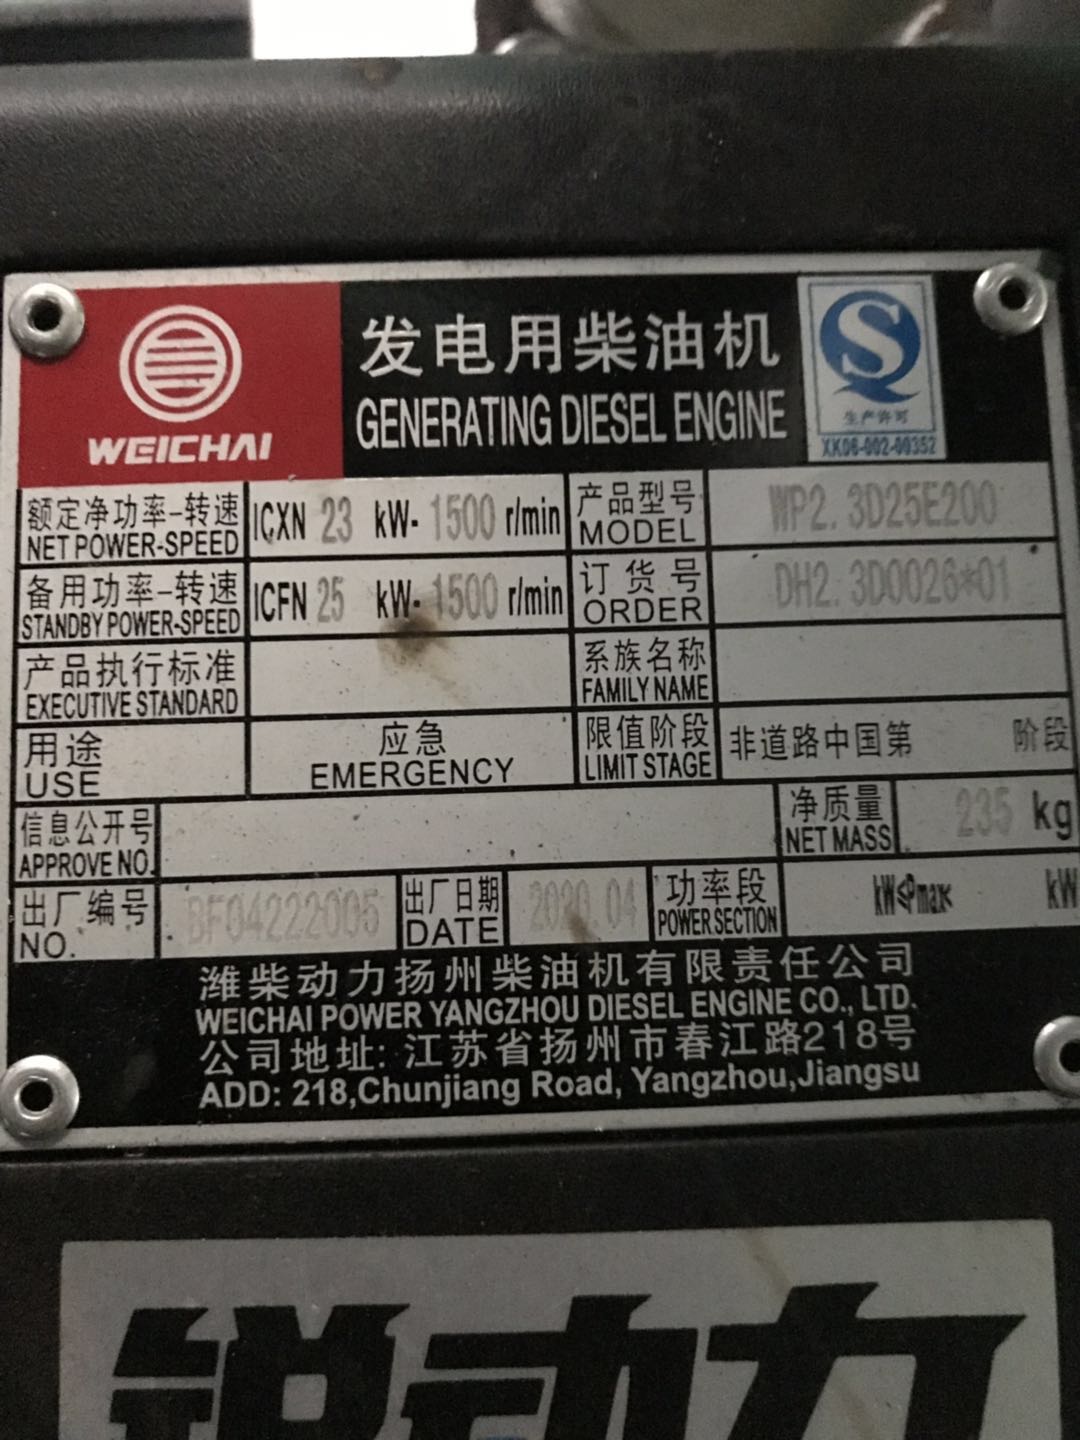 WEICHAI
发电用柴油机
GENERATING DIESEL ENGINE
生产许可
XK06-002-00352
额定净功率-转速
NET POWER-SPEED
ICXN 23 kW- 1500 r/min
产品型号
MODEL
WP2.3D25E200
备用功率-转速
STANDBY POWER-SPEED
ICFN 25 kW- 1500 r/min
订货号
ORDER
DH2.3D0026*01
产品执行标准
EXECUTIVE STANDARD
系族名称
FAMILY NAME
用途
USE
应急
EMERGENCY
限值阶段
LIMIT STAGE
非道路中国第 阶段
信息公开号
APPROVE NO.
净质量
NET MASS
235 kg
出厂编号
NO.
BF04222005
出厂日期
DATE
2020.04
功率段
POWER SECTION
kW≤Pmax< kW
潍柴动力扬州柴油机有限责任公司
WEICHAI POWER YANGZHOU DIESEL ENGINE CO., LTD.
公司地址: 江苏省扬州市春江路218号
ADD: 218,Chunjiang Road, Yangzhou,Jiangsu
锐动力